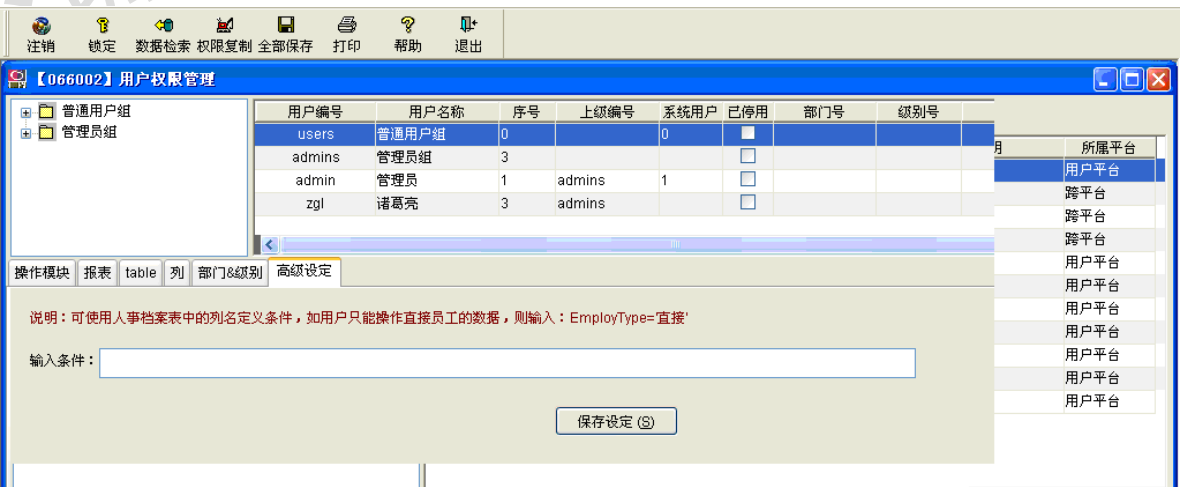 注销 锁定 数据检索 权限复制 全部保存 打印 帮助 退出
【066002】用户权限管理
普通用户组
管理员组
用户编号 用户名称 序号 上级编号 系统用户 已停用 部门号 级别号
users 普通用户组 0 0
admins 管理员组 3
admin 管理员 1 admins 1
zgl 诸葛亮 3 admins
所属平台
用户平台
跨平台
跨平台
跨平台
用户平台
用户平台
用户平台
用户平台
用户平台
用户平台
用户平台
操作模块 报表 table 列 部门&级别 高级设定
说明：可使用人事档案表中的列名定义条件，如用户只能操作直接员工的数据，则输入：EmployType='直接'
输入条件：
保存设定(S)